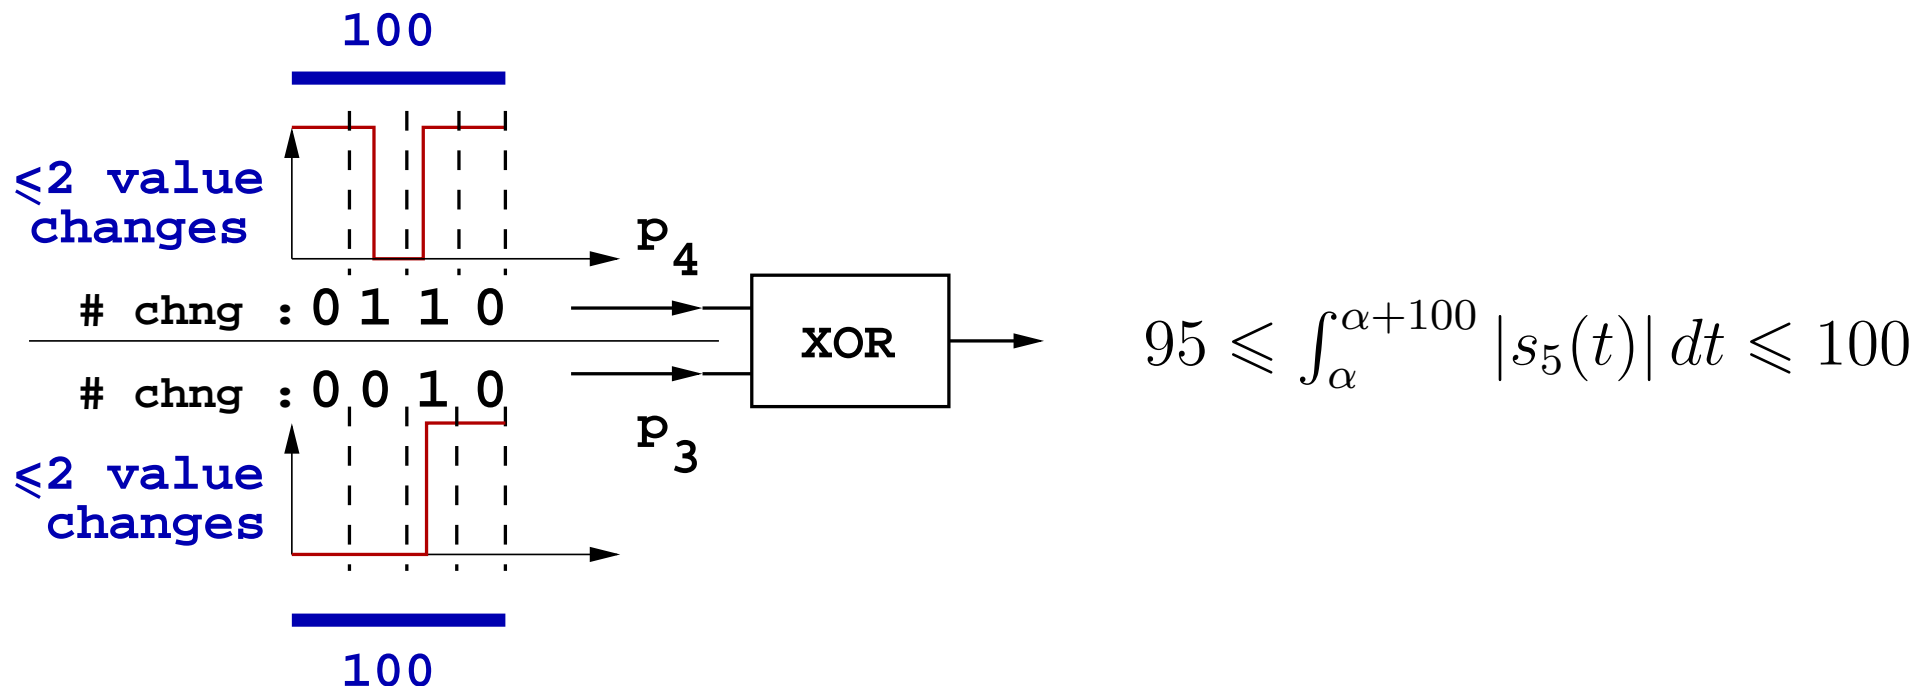 100
⩽2 value
changes
p4
# chng :0 1 1 0
XOR
95 ⩽ ∫_α^{α+100} |s_5(t)| dt ⩽ 100
# chng :0 0 1 0
p3
⩽2 value
changes
100